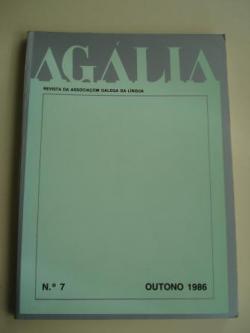 AGÁLIA
REVISTA DA ASSOCIAÇOM GALEGA DA LÍNGUA
N.º 7 OUTONO 1986